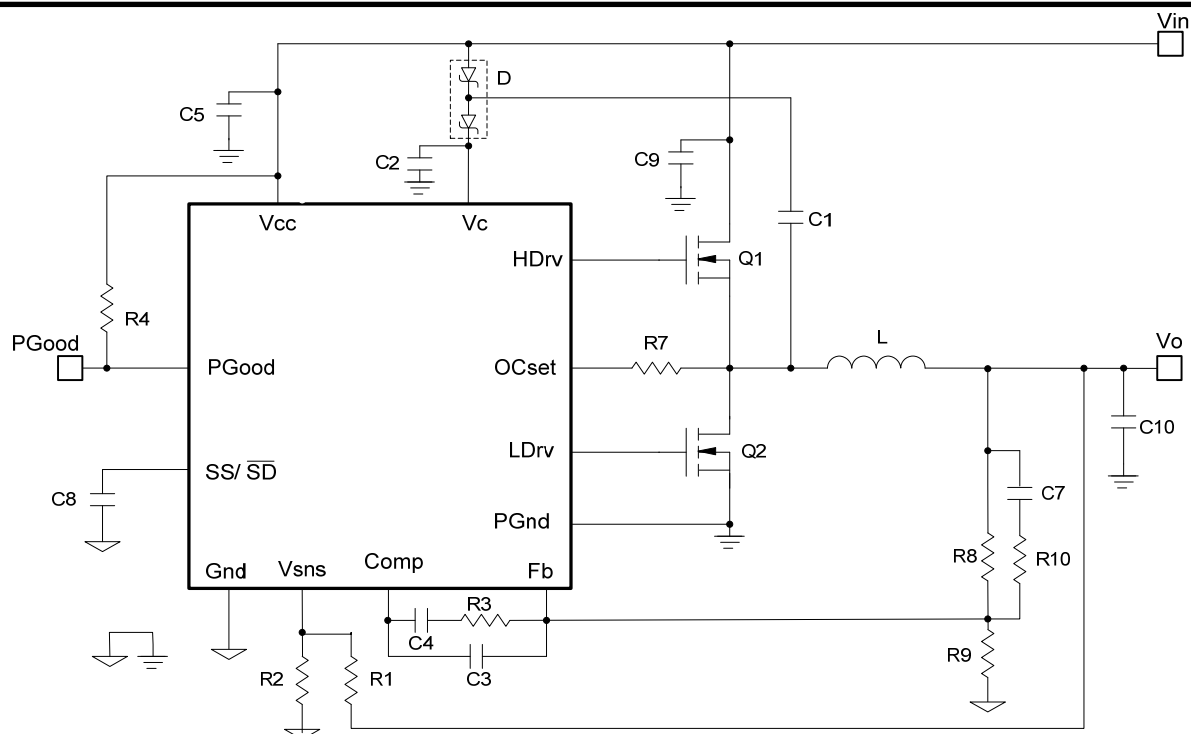 Vin
D
C5
C2
C9
Vcc
Vc
C1
HDrv
Q1
R4
PGood
R7
L
Vo
PGood
OCset
C10
LDrv
Q2
SS/ SD
C8
C7
PGnd
R8
R10
Gnd
Vsns
Comp
Fb
R3
C4
R9
R2
R1
C3